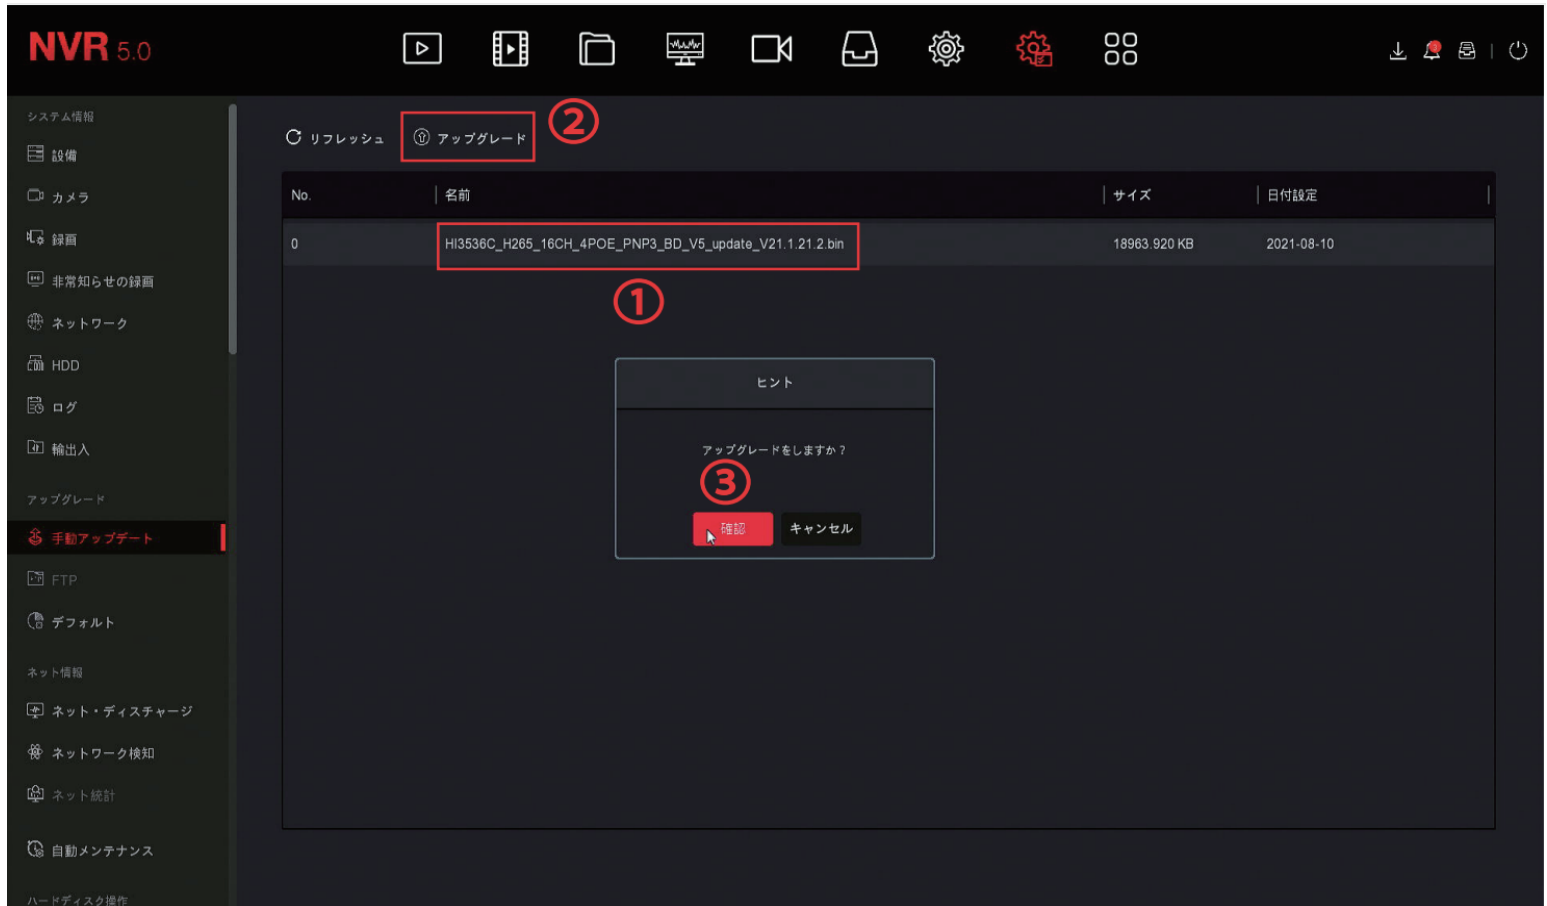 NVR 5.0
システム情報
設備
カメラ
録画
非常知らせの録画
ネットワーク
HDD
ログ
輸出入
アップグレード
手動アップデート
FTP
デフォルト
ネット情報
ネット・ディスチャージ
ネットワーク検知
ネット統計
自動メンテナンス
ハードディスク操作
リフレッシュ
アップグレード
②
No.
名前
サイズ
日付設定
0
HI3536C_H265_16CH_4POE_PNP3_BD_V5_update_V21.1.21.2.bin
18963.920 KB
2021-08-10
①
ヒント
アップグレードをしますか？
③
確認
キャンセル